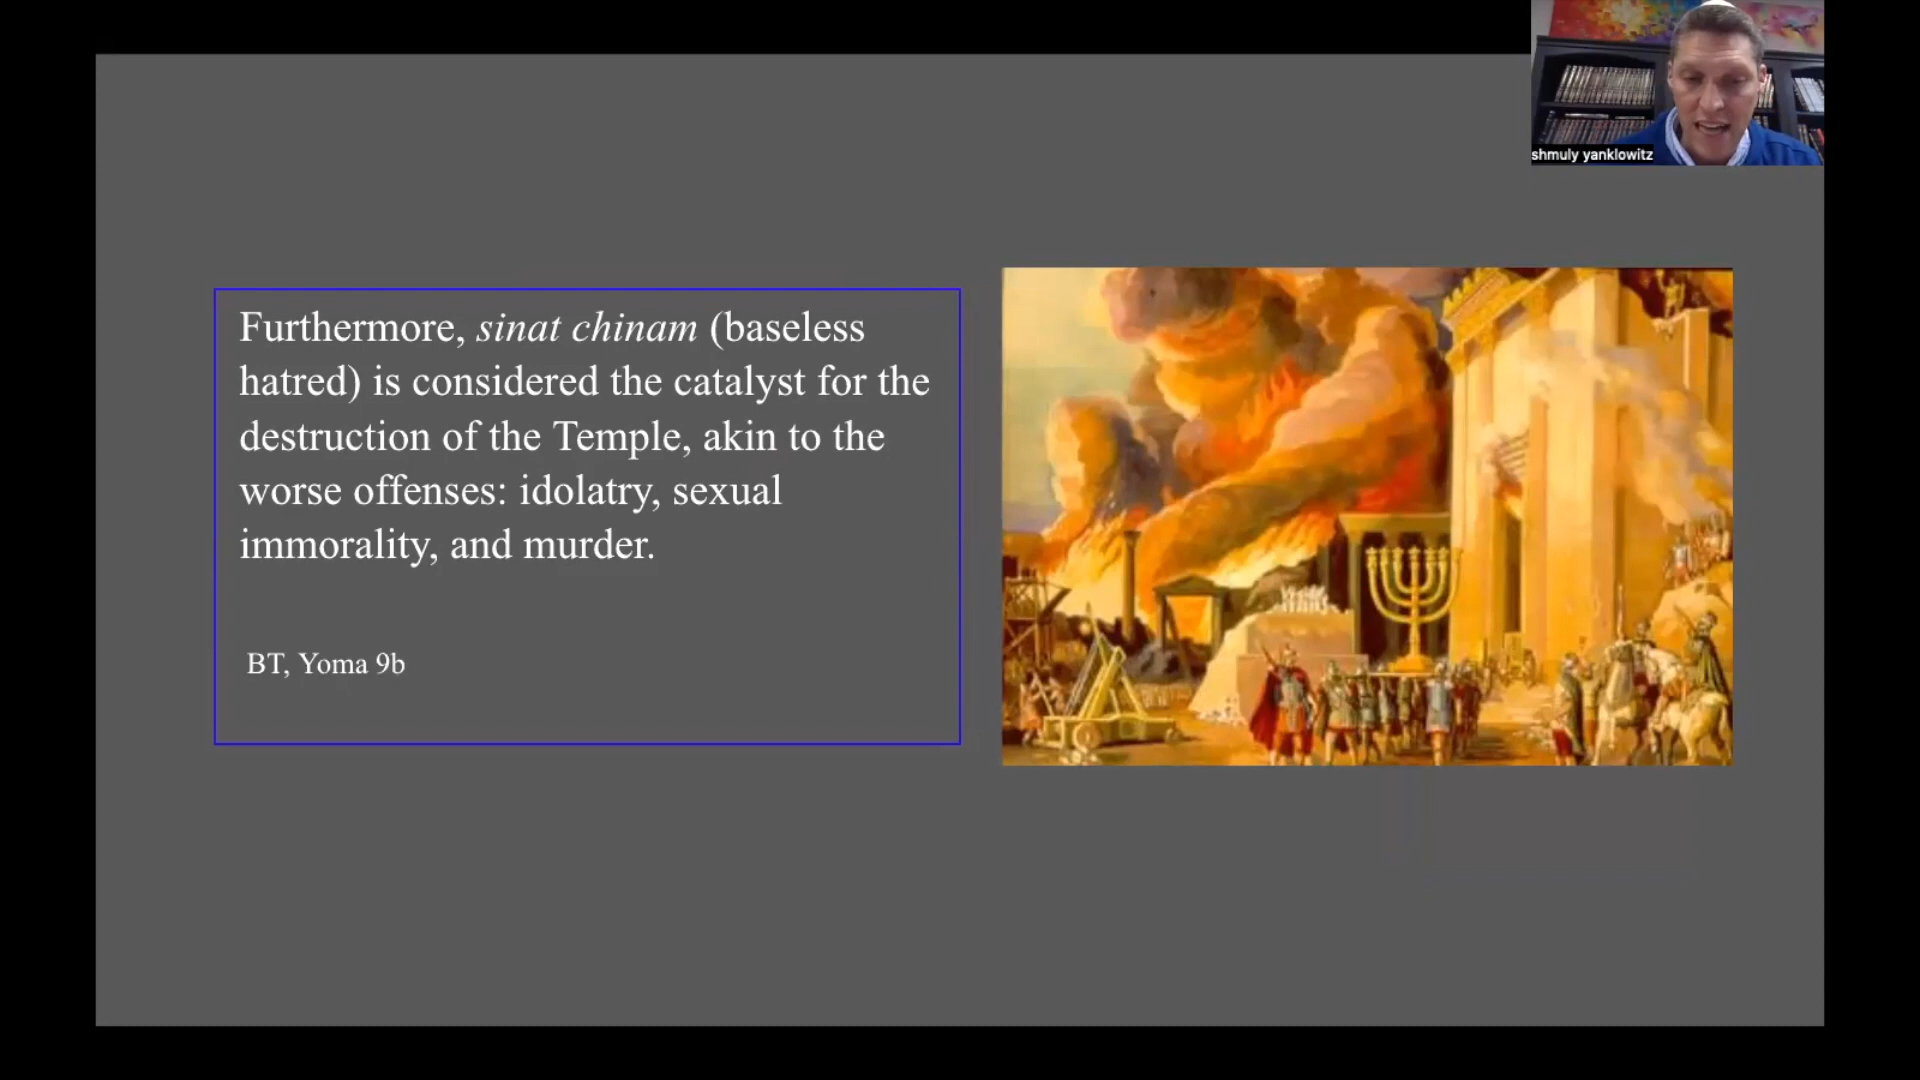 shmuly yanklowitz
Furthermore, sinat chinam (baseless
hatred) is considered the catalyst for the
destruction of the Temple, akin to the
worse offenses: idolatry, sexual
immorality, and murder.
BT, Yoma 9b